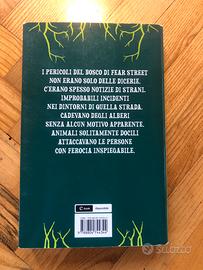 I PERICOLI DEL BOSCO DI FEAR STREET
NON ERANO SOLO DELLE DICERIE.
C'ERANO SPESSO NOTIZIE DI STRANI,
IMPROBABILI INCIDENTI
NEI DINTORNI DI QUELLA STRADA.
CADEVANO DEGLI ALBERI
SENZA ALCUN MOTIVO APPARENTE.
ANIMALI SOLITAMENTE DOCILI
ATTACCAVANO LE PERSONE
CON FEROCIA INSPIEGABILE.
Subito